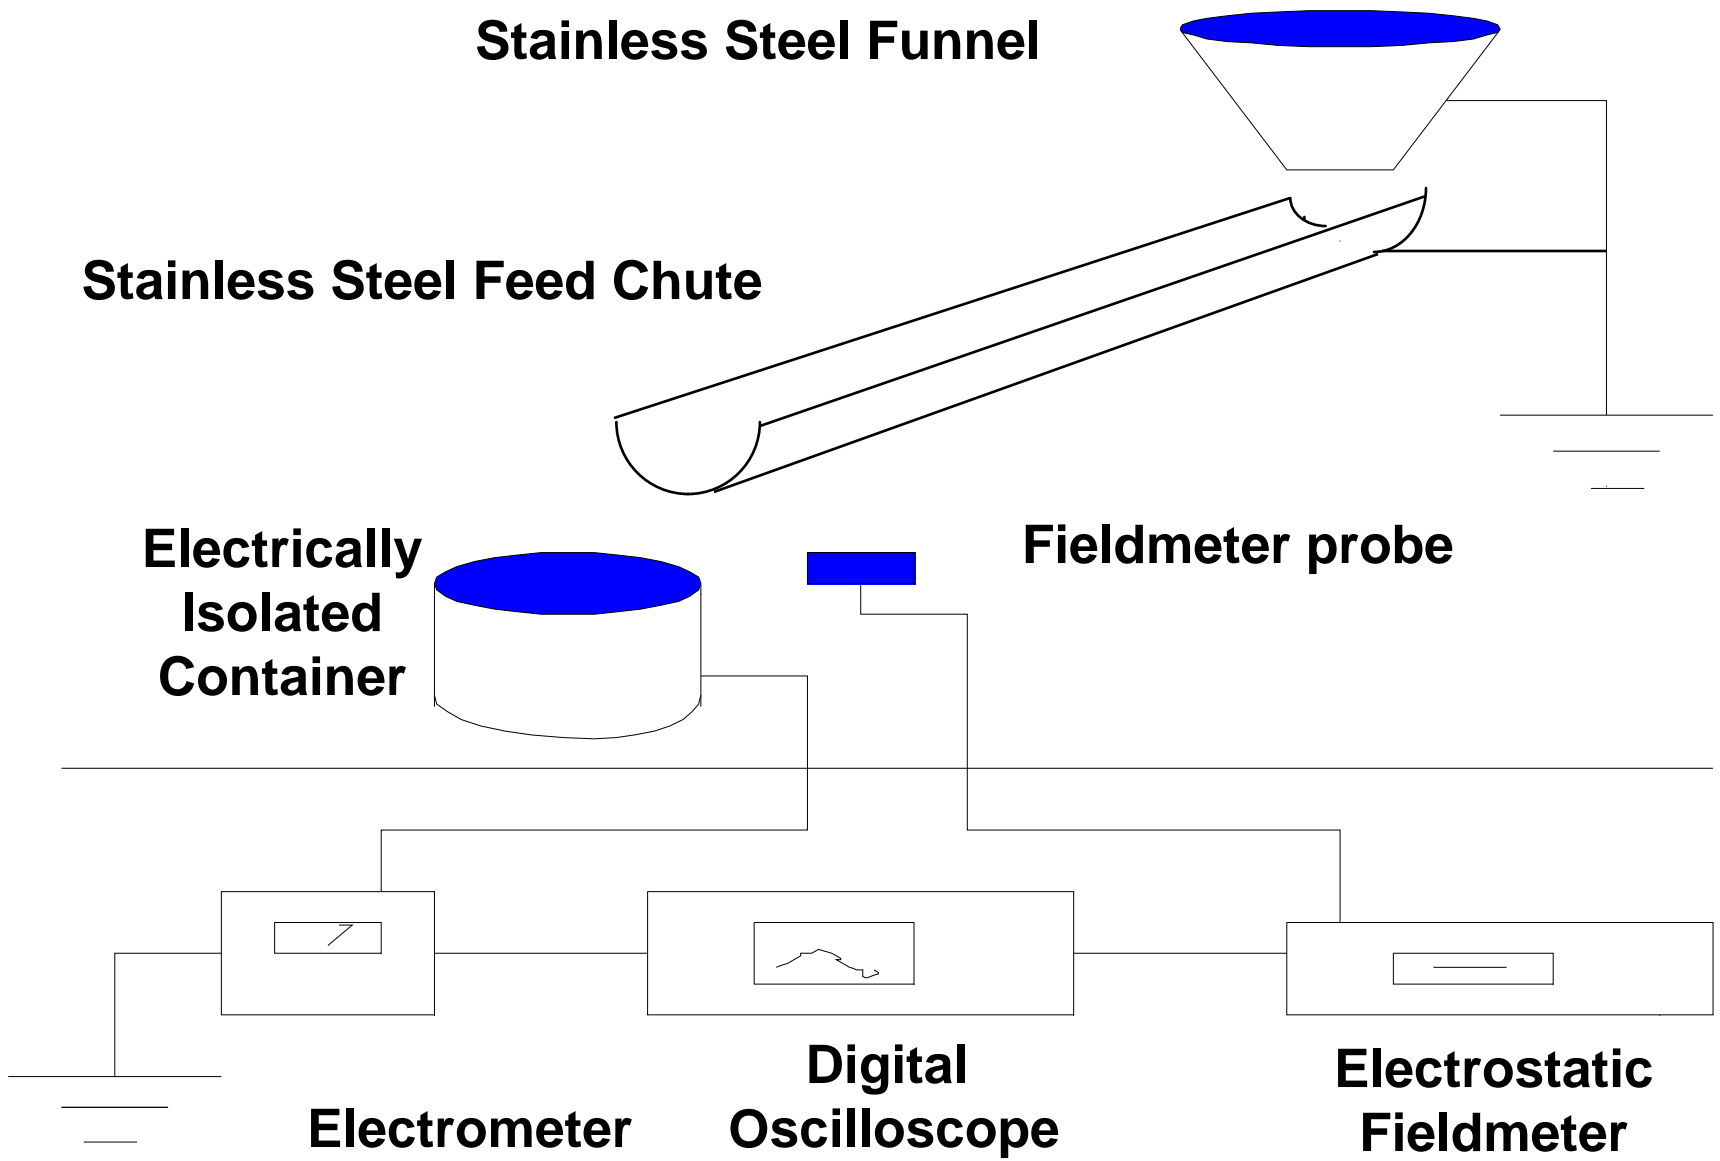 Stainless Steel Funnel
Stainless Steel Feed Chute
Electrically
Isolated
Container
Fieldmeter probe
Electrometer
Digital
Oscilloscope
Electrostatic
Fieldmeter